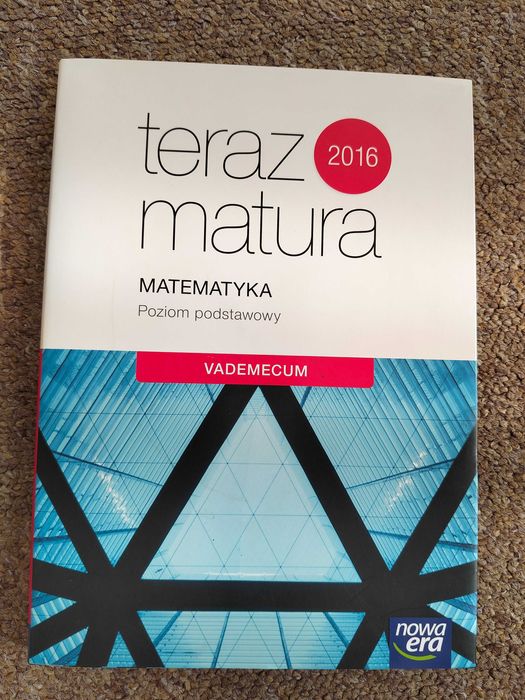 teraz
2016
matura
MATEMATYKA
Poziom podstawowy
VADEMECUM
nowa
era